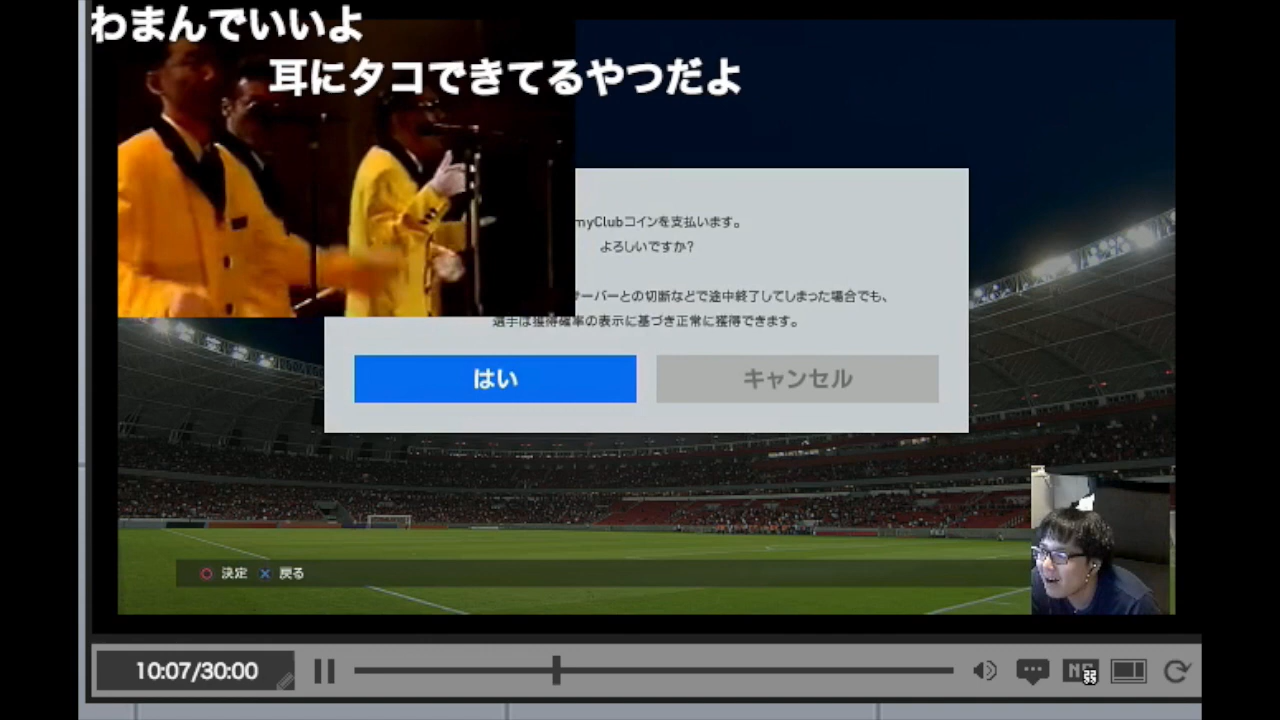 わまんでいいよ
耳にタコできてるやつだよ
myClubコインを支払います。
よろしいですか?
サーバーとの切断などで途中終了してしまった場合でも、
選手は獲得確率の表示に基づき正常に獲得できます。
はい
キャンセル
決定
戻る
10:07/30:00